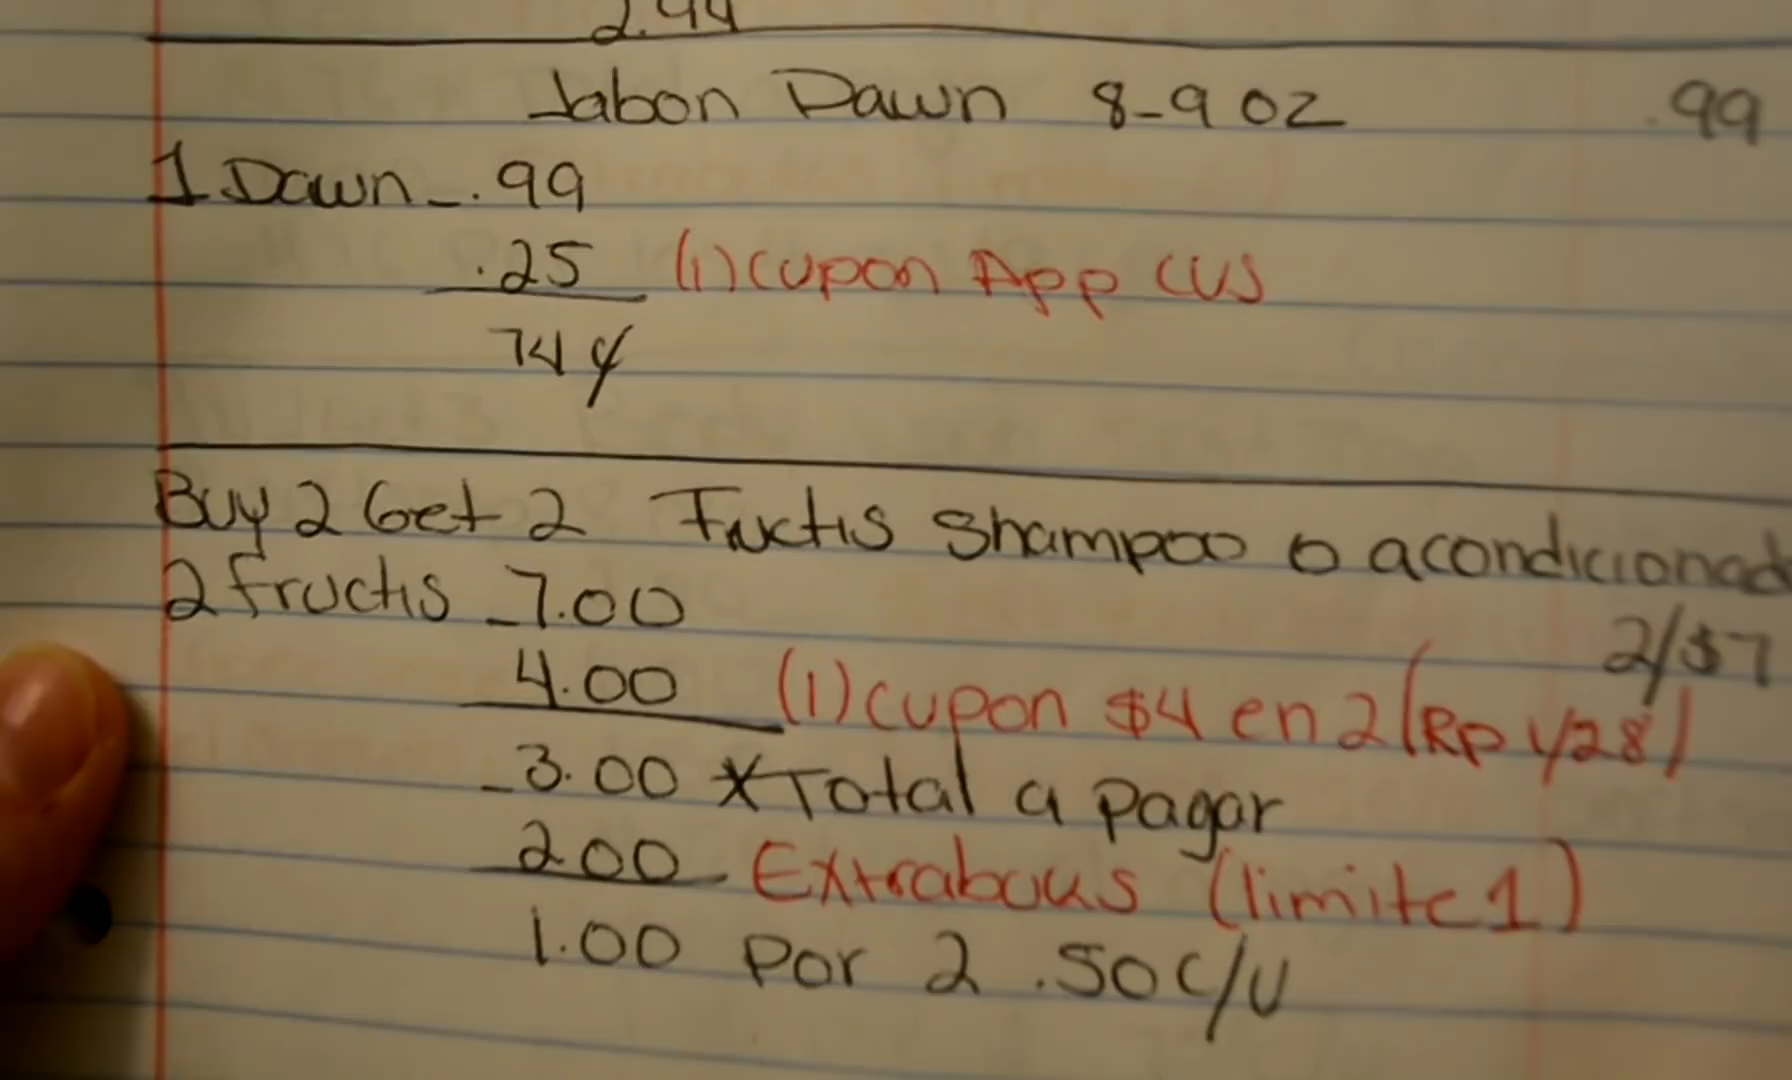 2.94
Jabon Dawn 8-9 oz .99
1 Dawn - .99
.25 (1) cupon App CVS
74¢
Buy 2 Get 2 Fructis Shampoo o acondicionad
2/$7
2 fructis - 7.00
4.00 (1) cupon $4 en 2 (RP 1/28)
- 3.00 * Total a pagar
2.00 Extrabucks (limite 1)
1.00 Por 2 .50 c/u